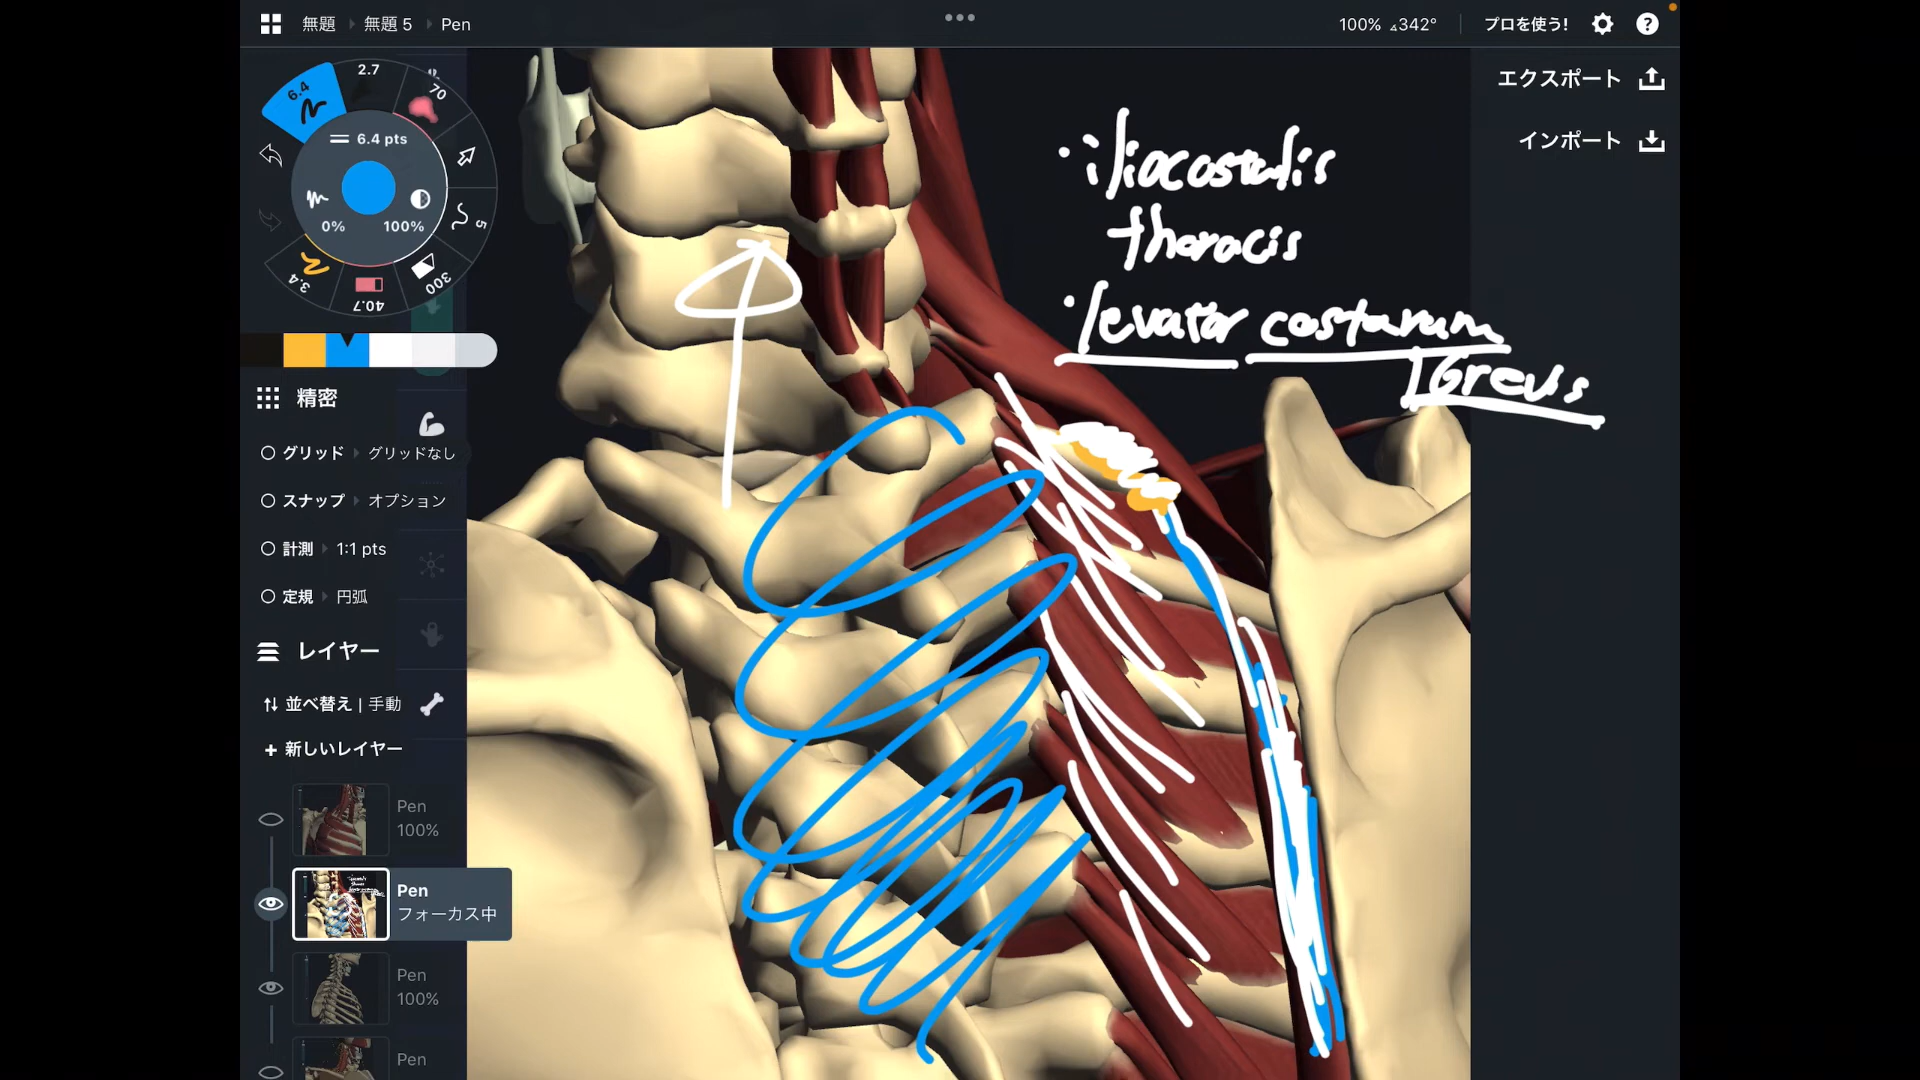 無題 無題 5 Pen
100% 342° プロを使う!
エクスポート
インポート
2.7
6.4
70
6.4 pts
0% 100%
5
3.4
40.7
300
精密
グリッド グリッドなし
スナップ オプション
計測 1:1 pts
定規 円弧
レイヤー
並べ替え | 手動
+ 新しいレイヤー
Pen
100%
Pen
フォーカス中
Pen
100%
Pen
・iliocostalis
thoracis
・levator costarum
brevis